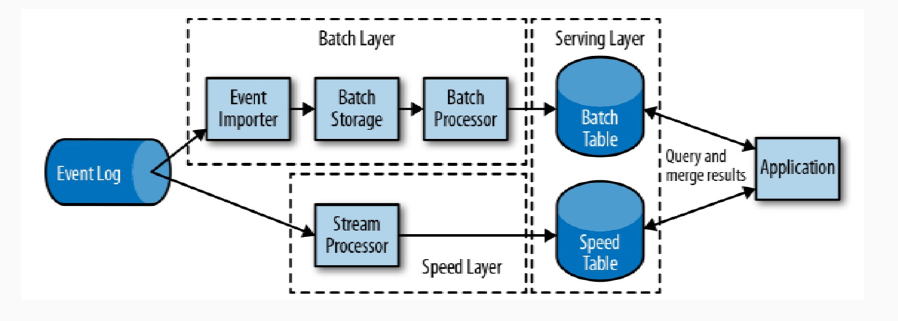 Batch Layer
Serving Layer
Event
Importer
Batch
Storage
Batch
Processor
Batch
Table
Event Log
Query and
merge results
Application
Stream
Processor
Speed Layer
Speed
Table